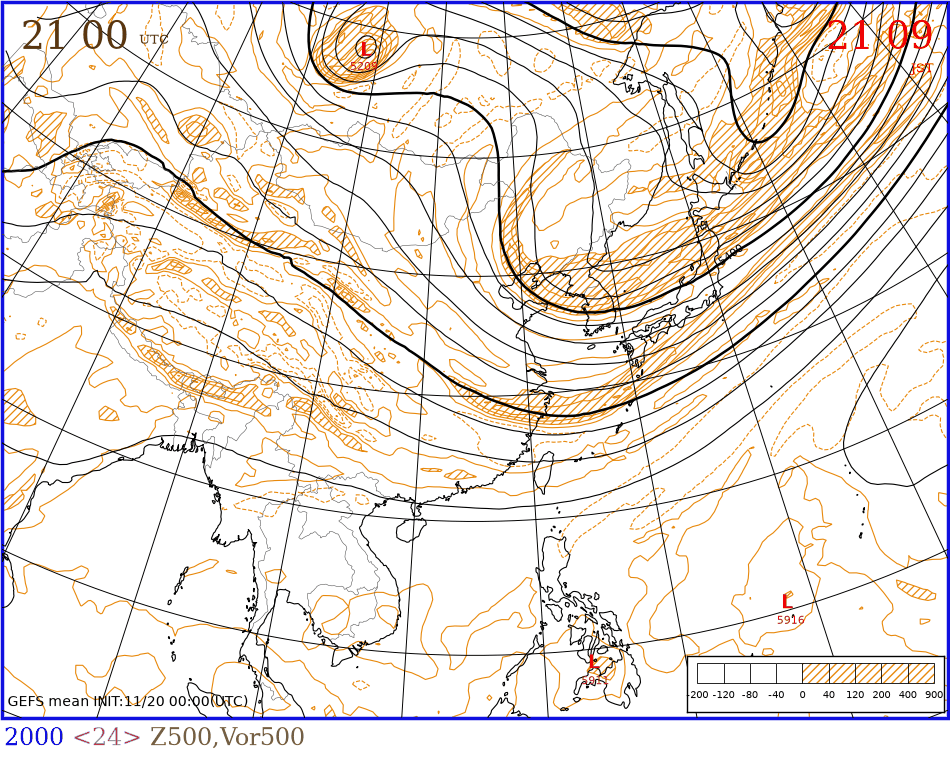 21 00 UTC
21 09
JST
L
5209
5400
L
5916
L
-200 -120 -80 -40 0 40 120 200 400 900
GEFS mean INIT:11/20 00:00(UTC)
2000 <24> Z500,Vor500